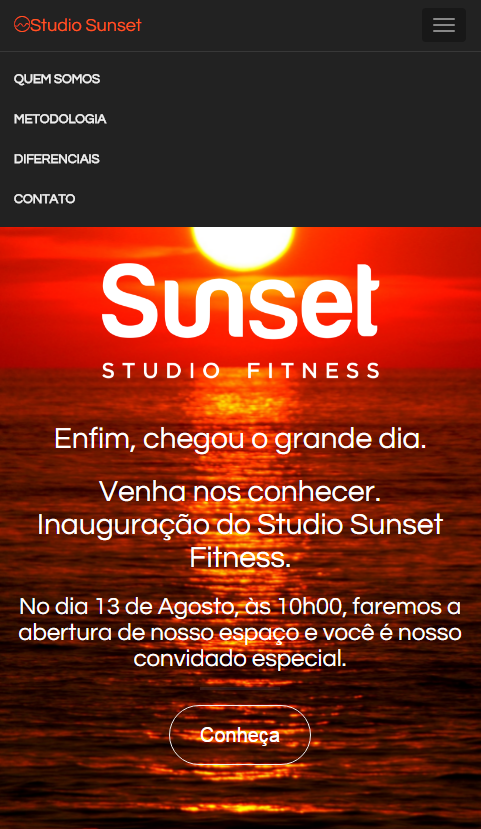 Studio Sunset
QUEM SOMOS
METODOLOGIA
DIFERENCIAIS
CONTATO
Sunset
STUDIO FITNESS
Enfim, chegou o grande dia.
Venha nos conhecer.
Inauguração do Studio Sunset
Fitness.
No dia 13 de Agosto, às 10h00, faremos a
abertura de nosso espaço e você é nosso
convidado especial.
Conheça